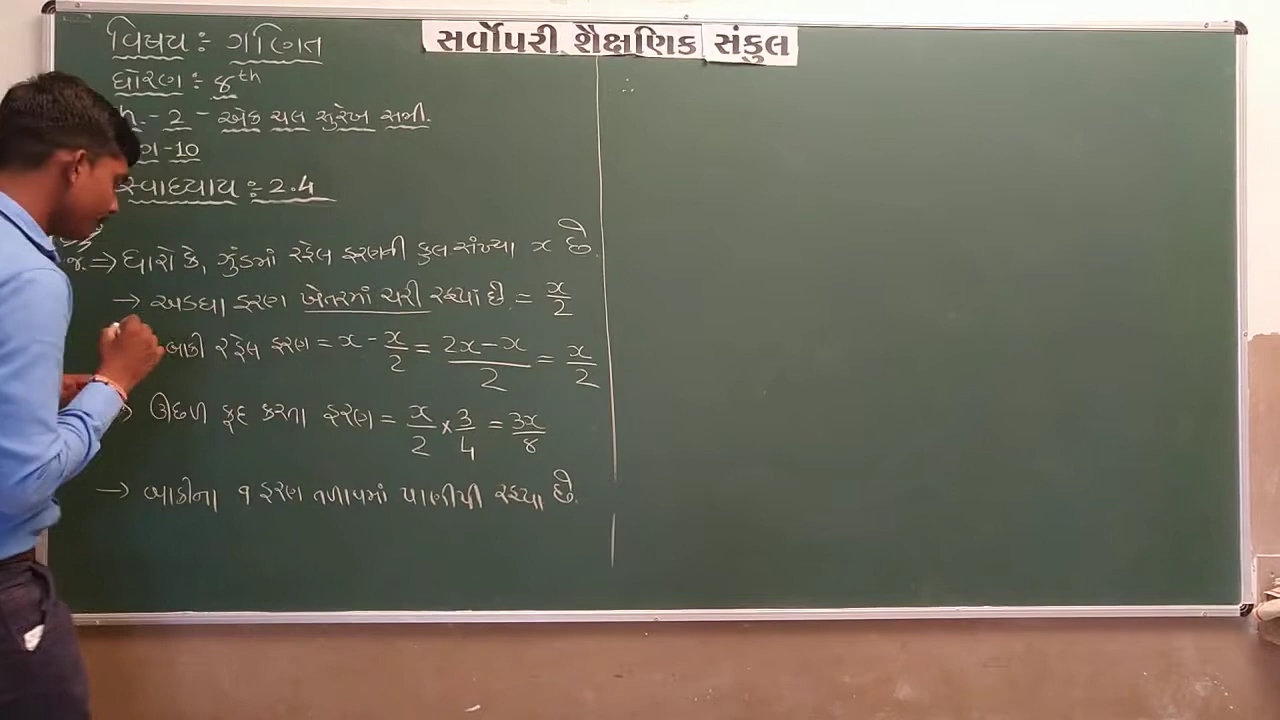 સર્વોપરી શૈક્ષણિક સંકુલ
વિષય :- ગણિત
ધોરણ :- 8th
- 2 - એક ચલ સુરેખ સમી.
-10
સ્વાધ્યાય :- 2.4
⇒ ધારો કે, ઝુંડમાં રહેલ હરણની કુલ સંખ્યા x છે.
→ અડધા હરણ ખેતરમાં ચરી રહ્યાં છે. = x/2
બાકી રહેલ હરણ = x - x/2 = 2x-x/2 = x/2
ઊછળ કૂદ કરતા હરણ = x/2 × 3/4 = 3x/8
→ બાકીના ૧ હરણ તળાવમાં પાણી પી રહ્યા છે.
∴